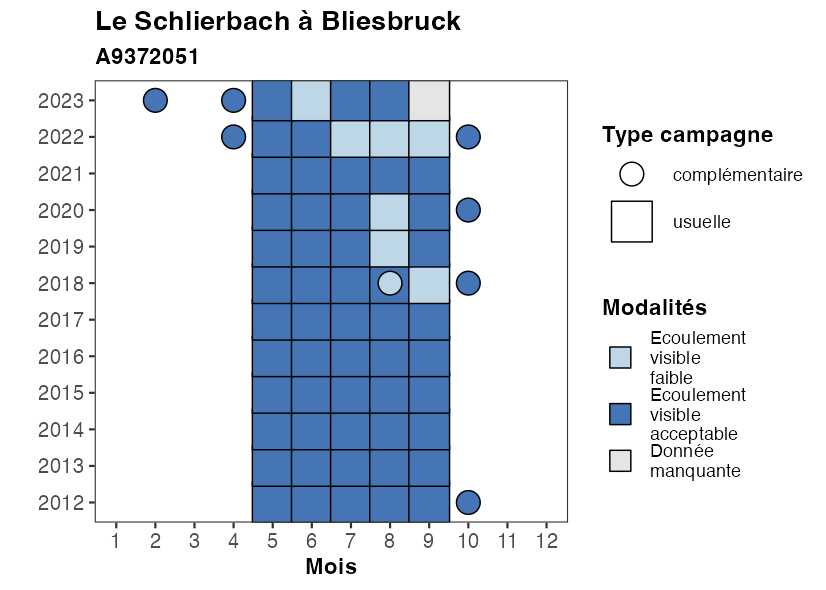 Le Schlierbach à Bliesbruck
A9372051
2023
2022
2021
2020
2019
2018
2017
2016
2015
2014
2013
2012
1 2 3 4 5 6 7 8 9 10 11 12
Mois
Type campagne
complémentaire
usuelle
Modalités
Ecoulement
visible
faible
Ecoulement
visible
acceptable
Donnée
manquante